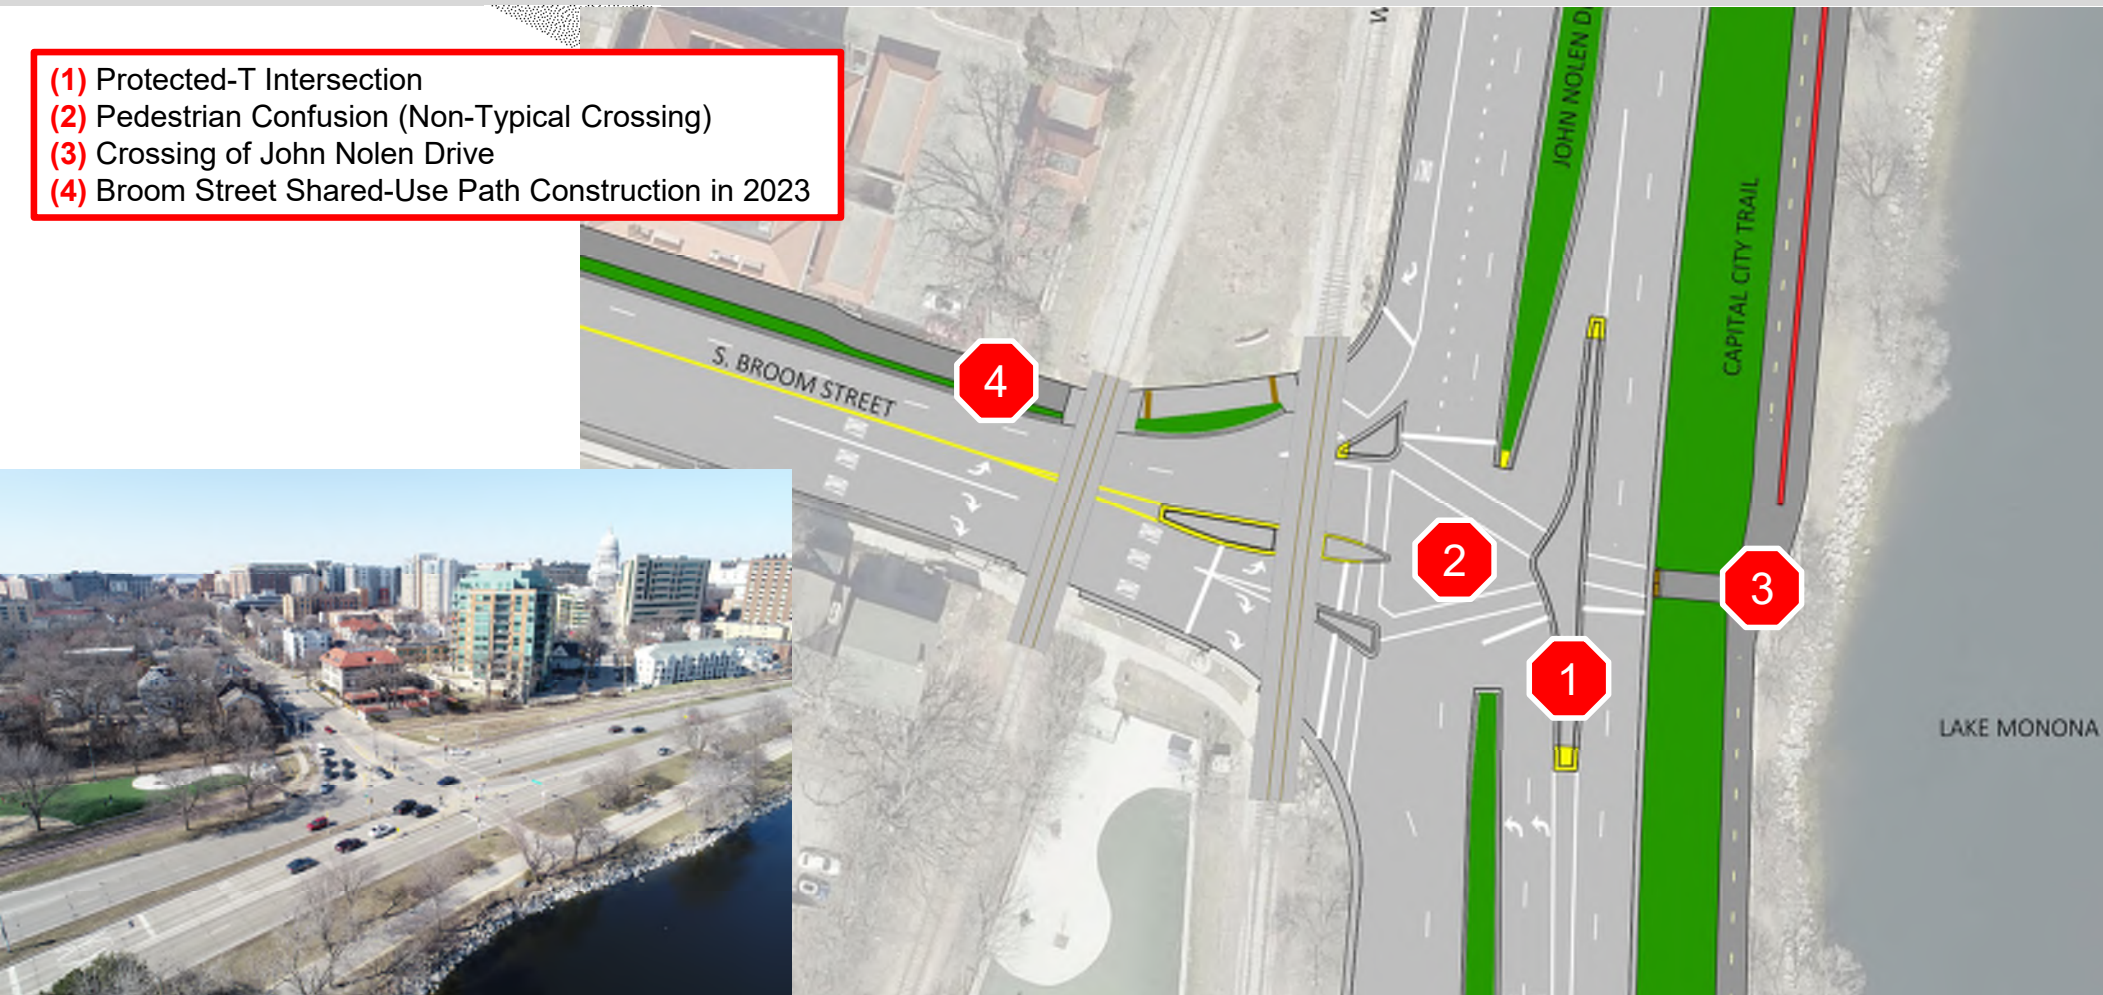 (1) Protected-T Intersection
(2) Pedestrian Confusion (Non-Typical Crossing)
(3) Crossing of John Nolen Drive
(4) Broom Street Shared-Use Path Construction in 2023
JOHN NOLEN D
CAPITAL CITY TRAIL
S. BROOM STREET
4
2
3
1
LAKE MONONA